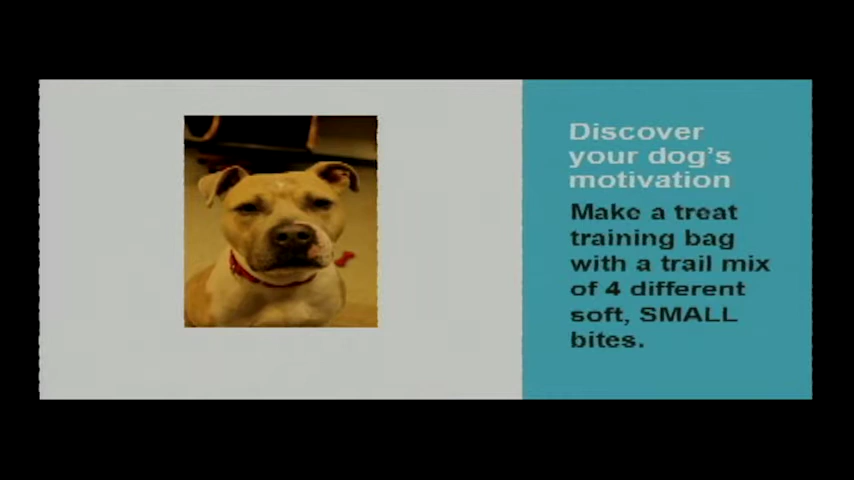 Discover
your dog's
motivation
Make a treat
training bag
with a trail mix
of 4 different
soft, SMALL
bites.